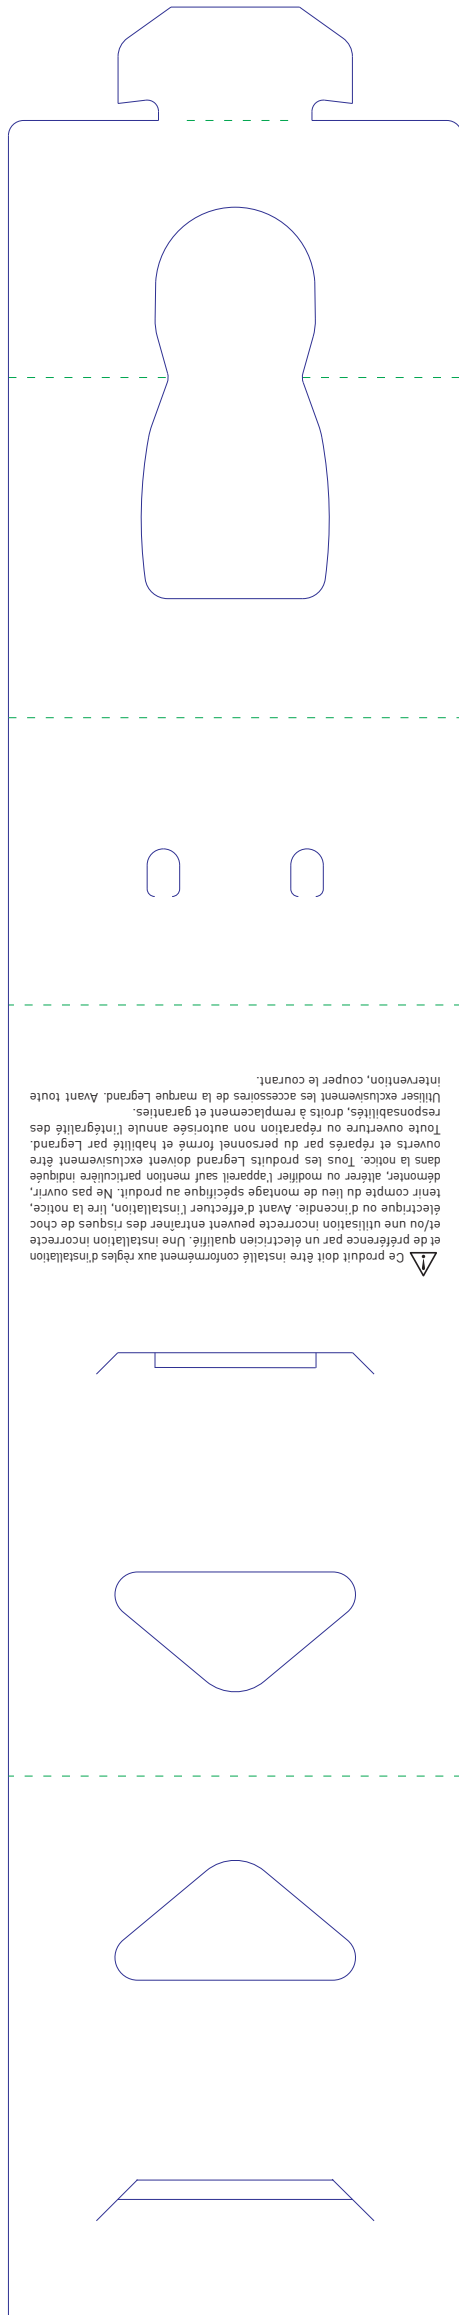 Ce produit doit être installé conformément aux règles d'installation
et de préférence par un électricien qualifié. Une installation incorrecte
et/ou une utilisation incorrecte peuvent entraîner des risques de choc
électrique ou d'incendie. Avant d'effectuer l'installation, lire la notice,
tenir compte du lieu de montage spécifique au produit. Ne pas ouvrir,
démonter, altérer ou modifier l'appareil sauf mention particulière indiquée
dans la notice. Tous les produits Legrand doivent exclusivement être
ouverts et réparés par du personnel formé et habilité par Legrand.
Toute ouverture ou réparation non autorisée annule l'intégralité des
responsabilités, droits à remplacement et garanties.
Utiliser exclusivement les accessoires de la marque Legrand. Avant toute
intervention, couper le courant.